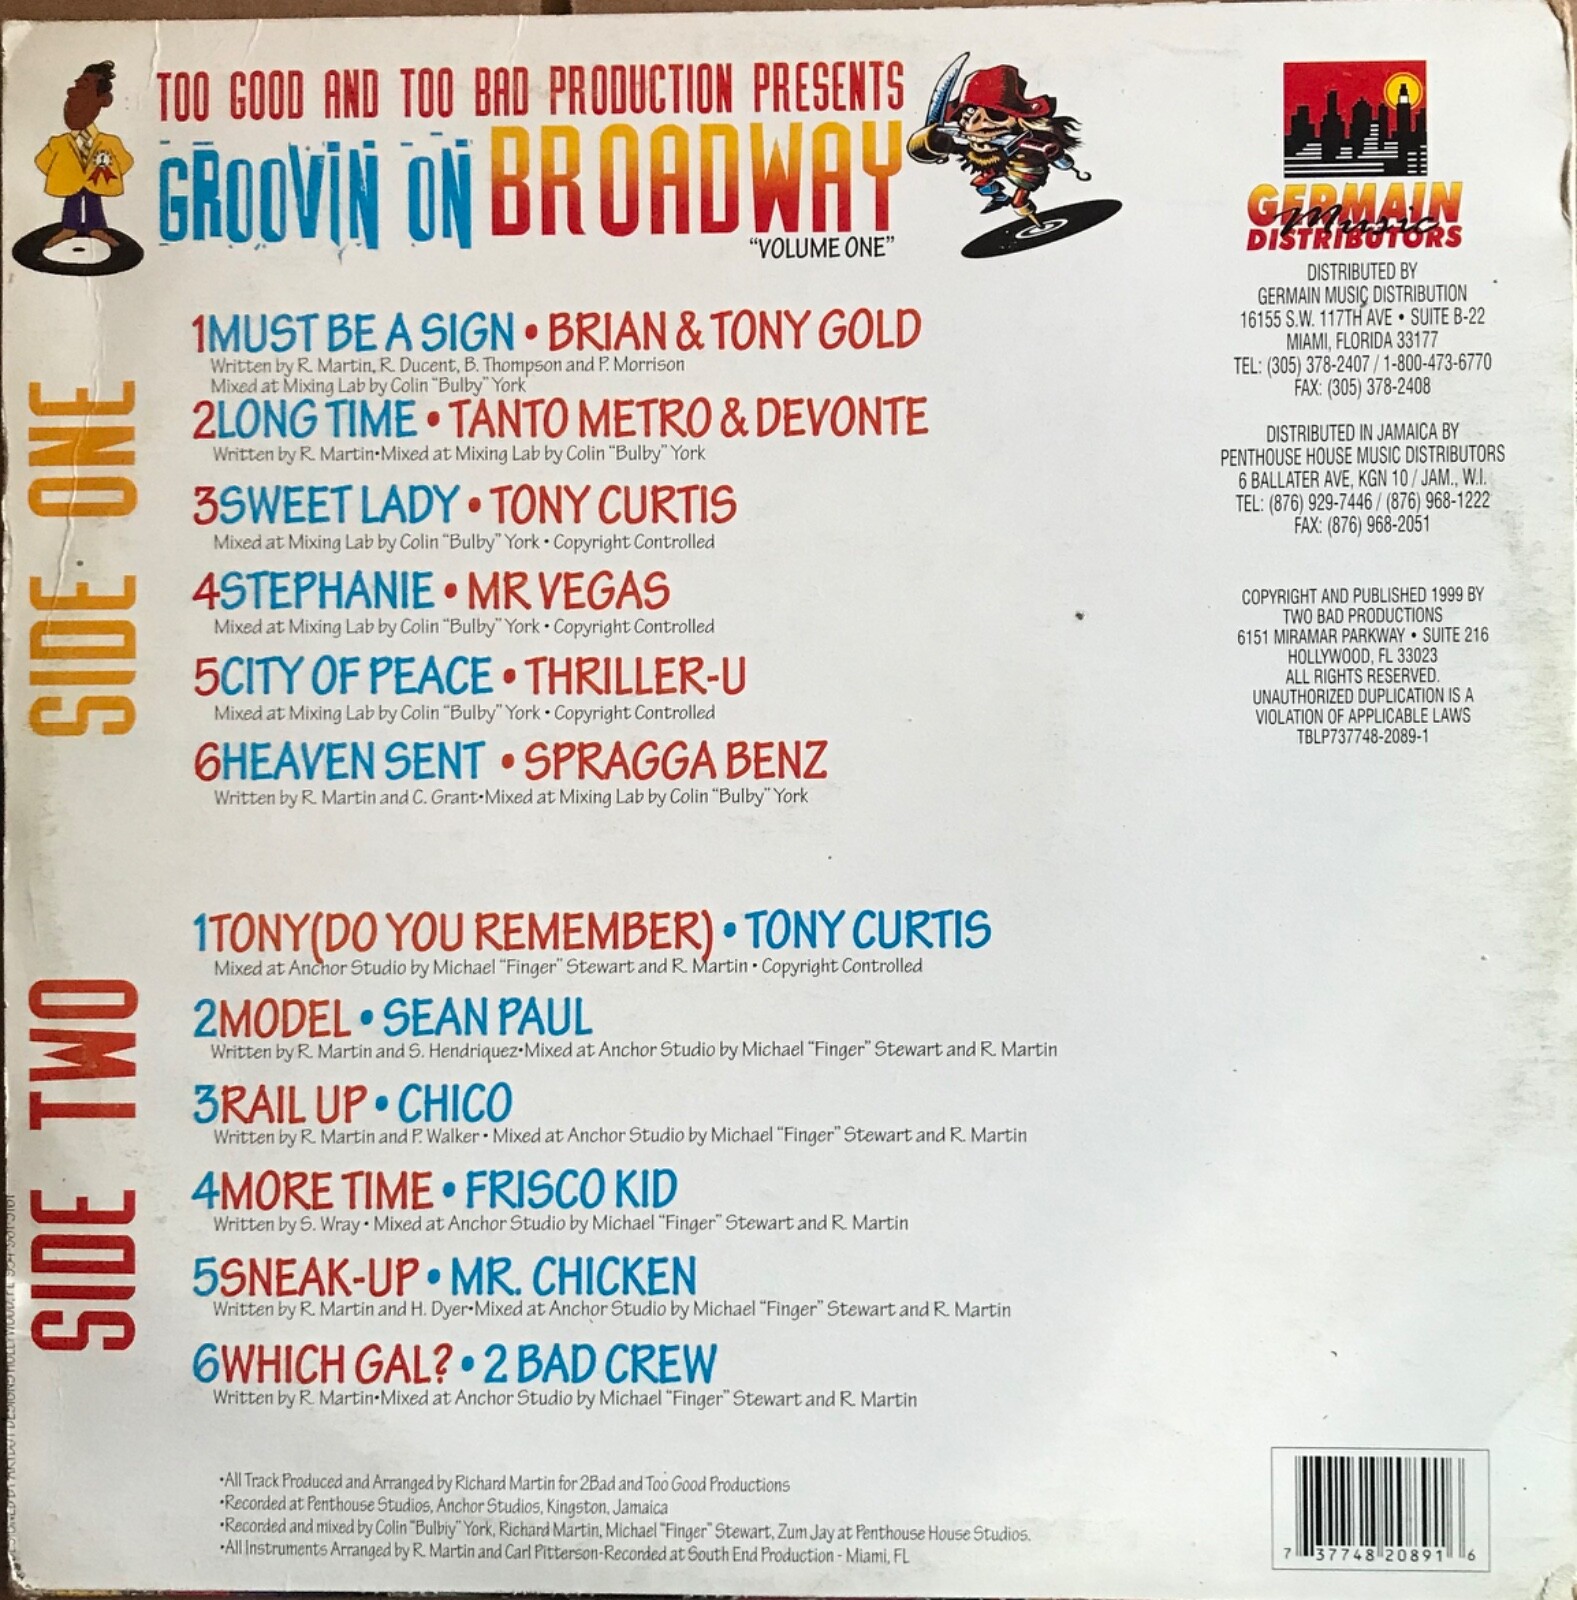 TOO GOOD AND TOO BAD PRODUCTION PRESENTS
GROOVIN ON BROADWAY
"VOLUME ONE"
SIDE ONE
1MUST BE A SIGN • BRIAN & TONY GOLD
Written by R. Martin, R. Ducent, B. Thompson and P. Morrison
Mixed at Mixing Lab by Colin "Bulby" York
2LONG TIME • TANTO METRO & DEVONTE
Written by R. Martin•Mixed at Mixing Lab by Colin "Bulby" York
3SWEET LADY • TONY CURTIS
Mixed at Mixing Lab by Colin "Bulby" York • Copyright Controlled
4STEPHANIE • MR VEGAS
Mixed at Mixing Lab by Colin "Bulby" York • Copyright Controlled
5CITY OF PEACE • THRILLER-U
Mixed at Mixing Lab by Colin "Bulby" York • Copyright Controlled
6HEAVEN SENT • SPRAGGA BENZ
Written by R. Martin and C. Grant•Mixed at Mixing Lab by Colin "Bulby" York
SIDE TWO
1TONY(DO YOU REMEMBER) • TONY CURTIS
Mixed at Anchor Studio by Michael "Finger" Stewart and R. Martin • Copyright Controlled
2MODEL • SEAN PAUL
Written by R. Martin and S. Hendriquez•Mixed at Anchor Studio by Michael "Finger" Stewart and R. Martin
3RAIL UP • CHICO
Written by R. Martin and P. Walker • Mixed at Anchor Studio by Michael "Finger" Stewart and R. Martin
4MORE TIME • FRISCO KID
Written by S. Wray • Mixed at Anchor Studio by Michael "Finger" Stewart and R. Martin
5SNEAK-UP • MR. CHICKEN
Written by R. Martin and H. Dyer•Mixed at Anchor Studio by Michael "Finger" Stewart and R. Martin
6WHICH GAL? • 2 BAD CREW
Written by R. Martin•Mixed at Anchor Studio by Michael "Finger" Stewart and R. Martin
•All Track Produced and Arranged by Richard Martin for 2Bad and Too Good Productions
•Recorded at Penthouse Studios, Anchor Studios, Kingston, Jamaica
•Recorded and mixed by Colin "Bulbiy" York, Richard Martin, Michael "Finger" Stewart, Zum Jay at Penthouse House Studios.
•All Instruments Arranged by R. Martin and Carl Pitterson-Recorded at South End Production - Miami, FL
GERMAIN
Music
DISTRIBUTORS
DISTRIBUTED BY
GERMAIN MUSIC DISTRIBUTION
16155 S.W. 117TH AVE • SUITE B-22
MIAMI, FLORIDA 33177
TEL: (305) 378-2407 / 1-800-473-6770
FAX: (305) 378-2408
DISTRIBUTED IN JAMAICA BY
PENTHOUSE HOUSE MUSIC DISTRIBUTORS
6 BALLATER AVE, KGN 10 / JAM., W.I.
TEL: (876) 929-7446 / (876) 968-1222
FAX: (876) 968-2051
COPYRIGHT AND PUBLISHED 1999 BY
TWO BAD PRODUCTIONS
6151 MIRAMAR PARKWAY • SUITE 216
HOLLYWOOD, FL 33023
ALL RIGHTS RESERVED.
UNAUTHORIZED DUPLICATION IS A
VIOLATION OF APPLICABLE LAWS
TBLP737748-2089-1
7 37748 20891 6